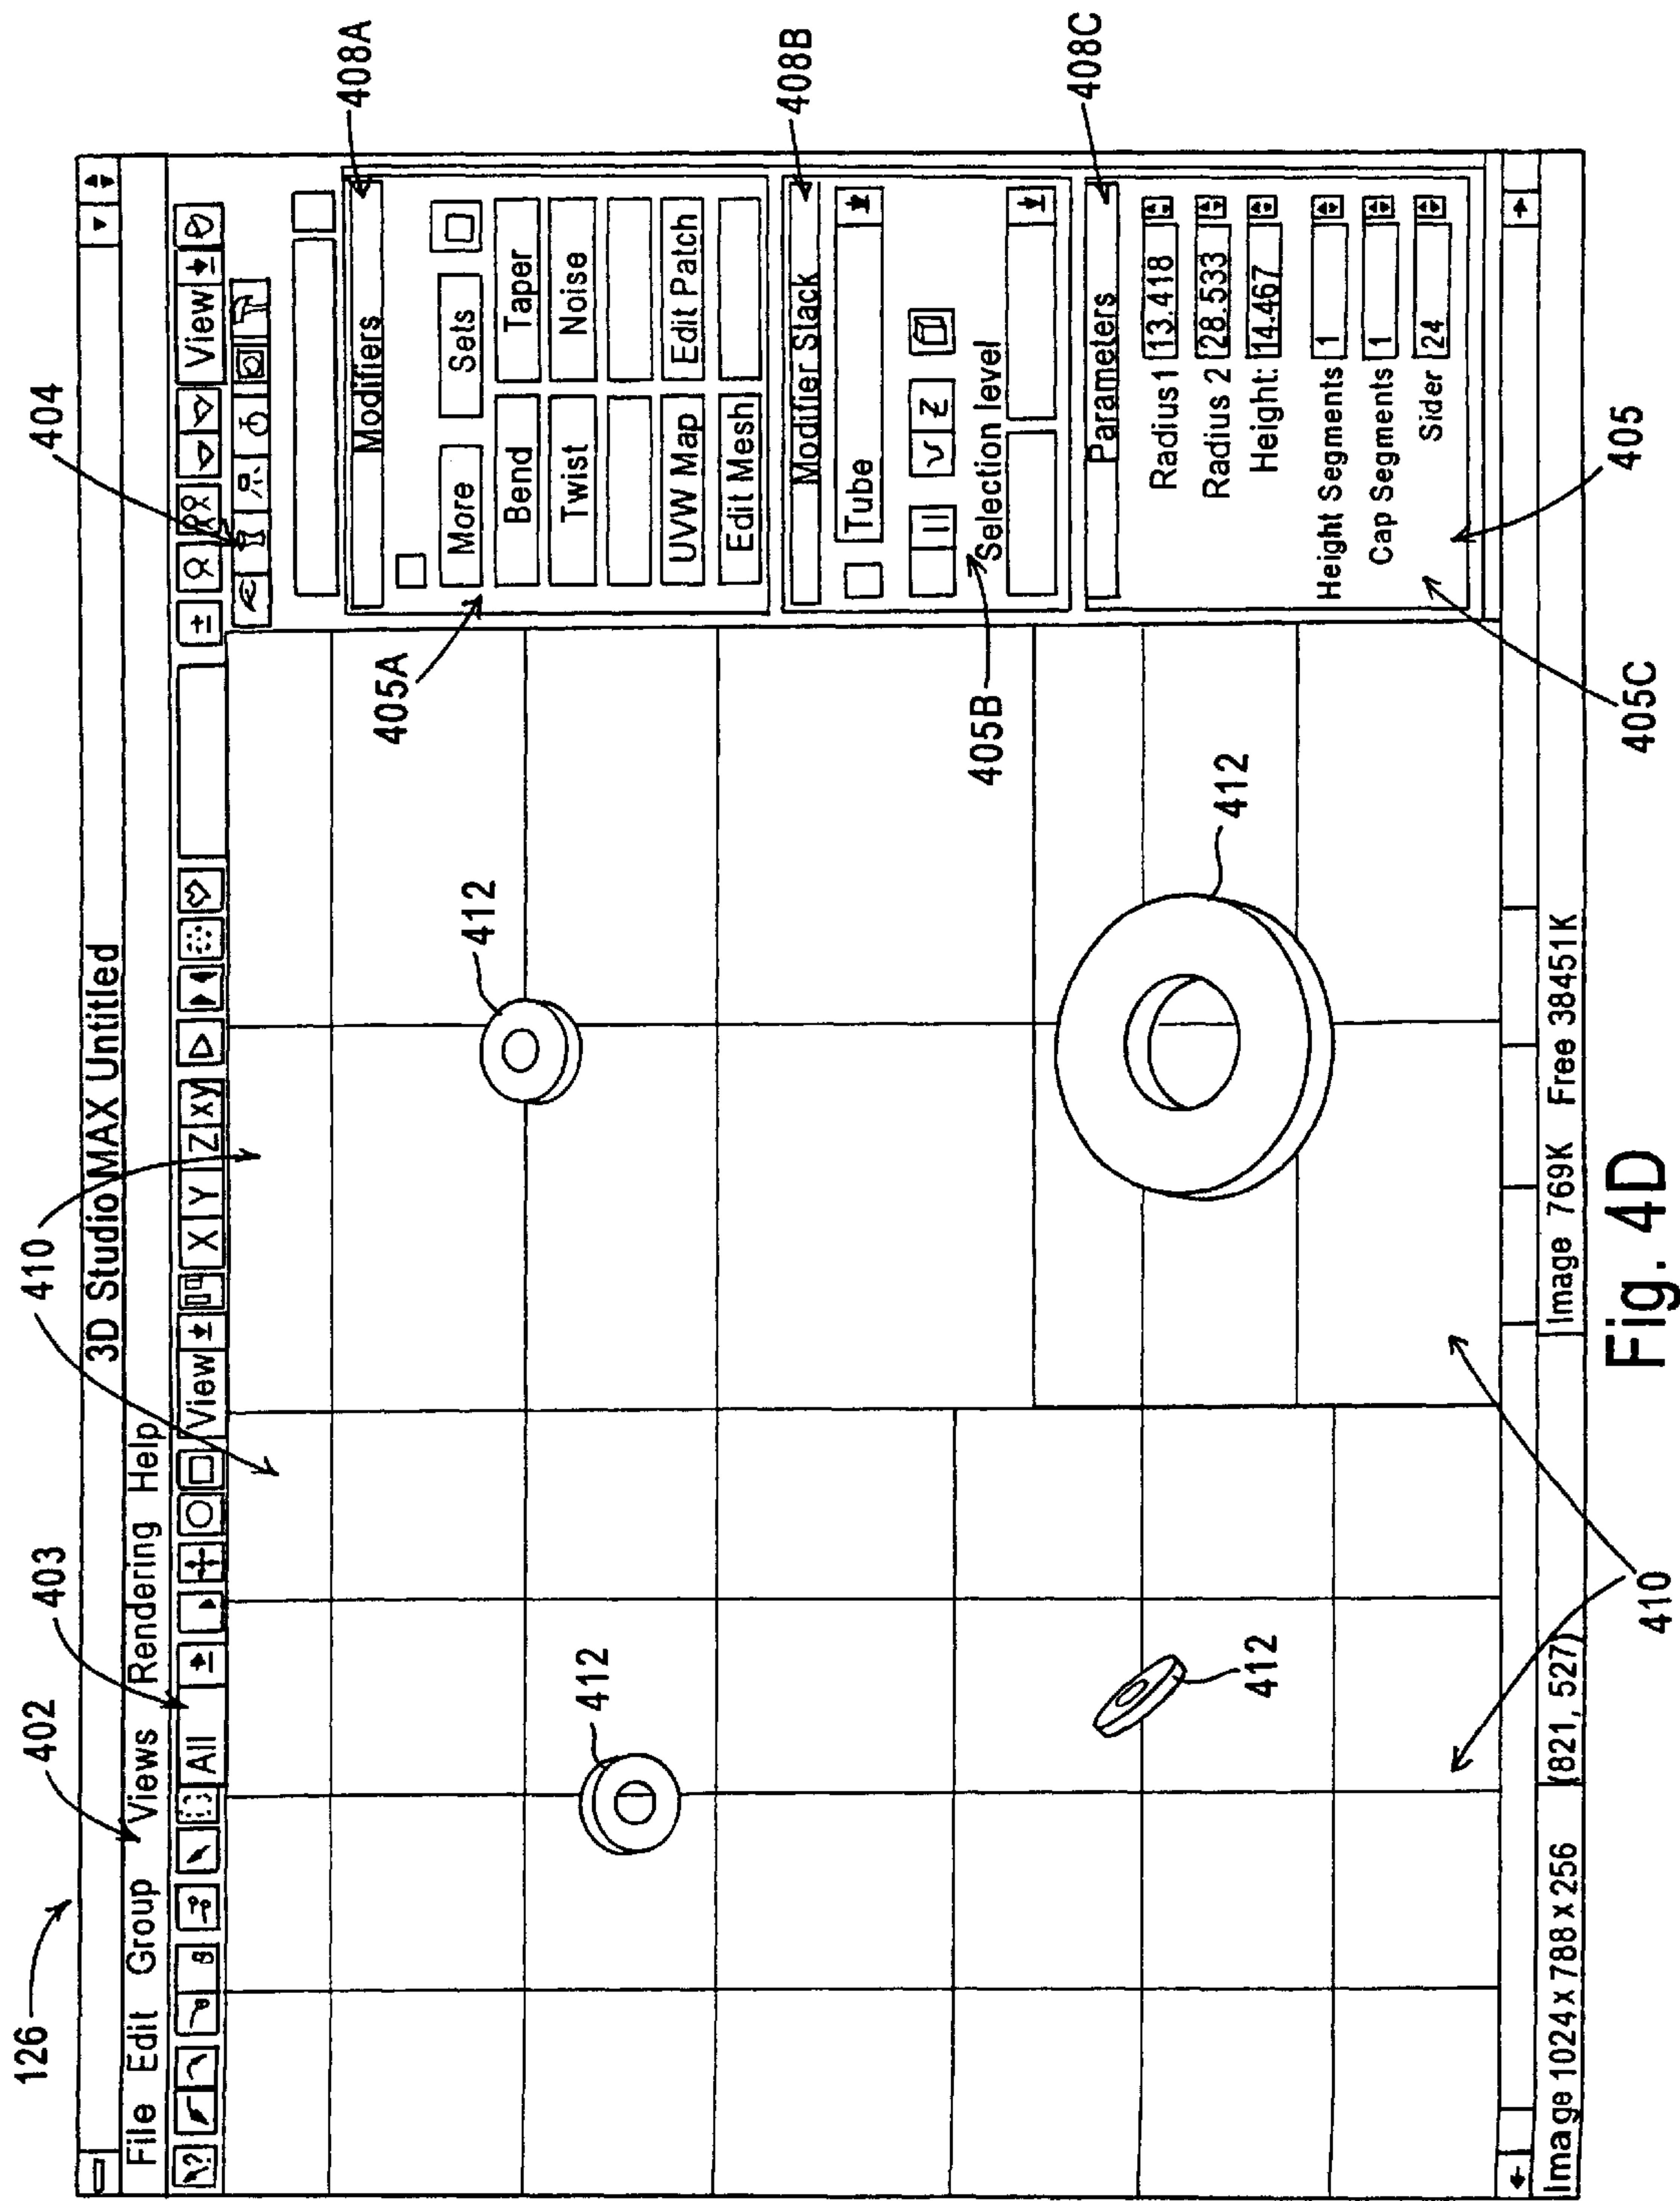 126
402
403
410
404
3D Studio MAX Untitled
File Edit Group Views Rendering Help
? All View X Y Z xy View
Modifiers
408A
More Sets
Bend Taper
Twist Noise
UVW Map Edit Patch
Edit Mesh
405A
Modifier Stack
408B
Tube
Selection level
405B
Parameters
408C
Radius 1 13.418
Radius 2 28.533
Height: 14.467
Height Segments 1
Cap Segments 1
Sider 24
412
412
412
412
Image 1024 x 788 x 256 (821, 527) Image 769K Free 38451K
410
405C
405
Fig. 4D